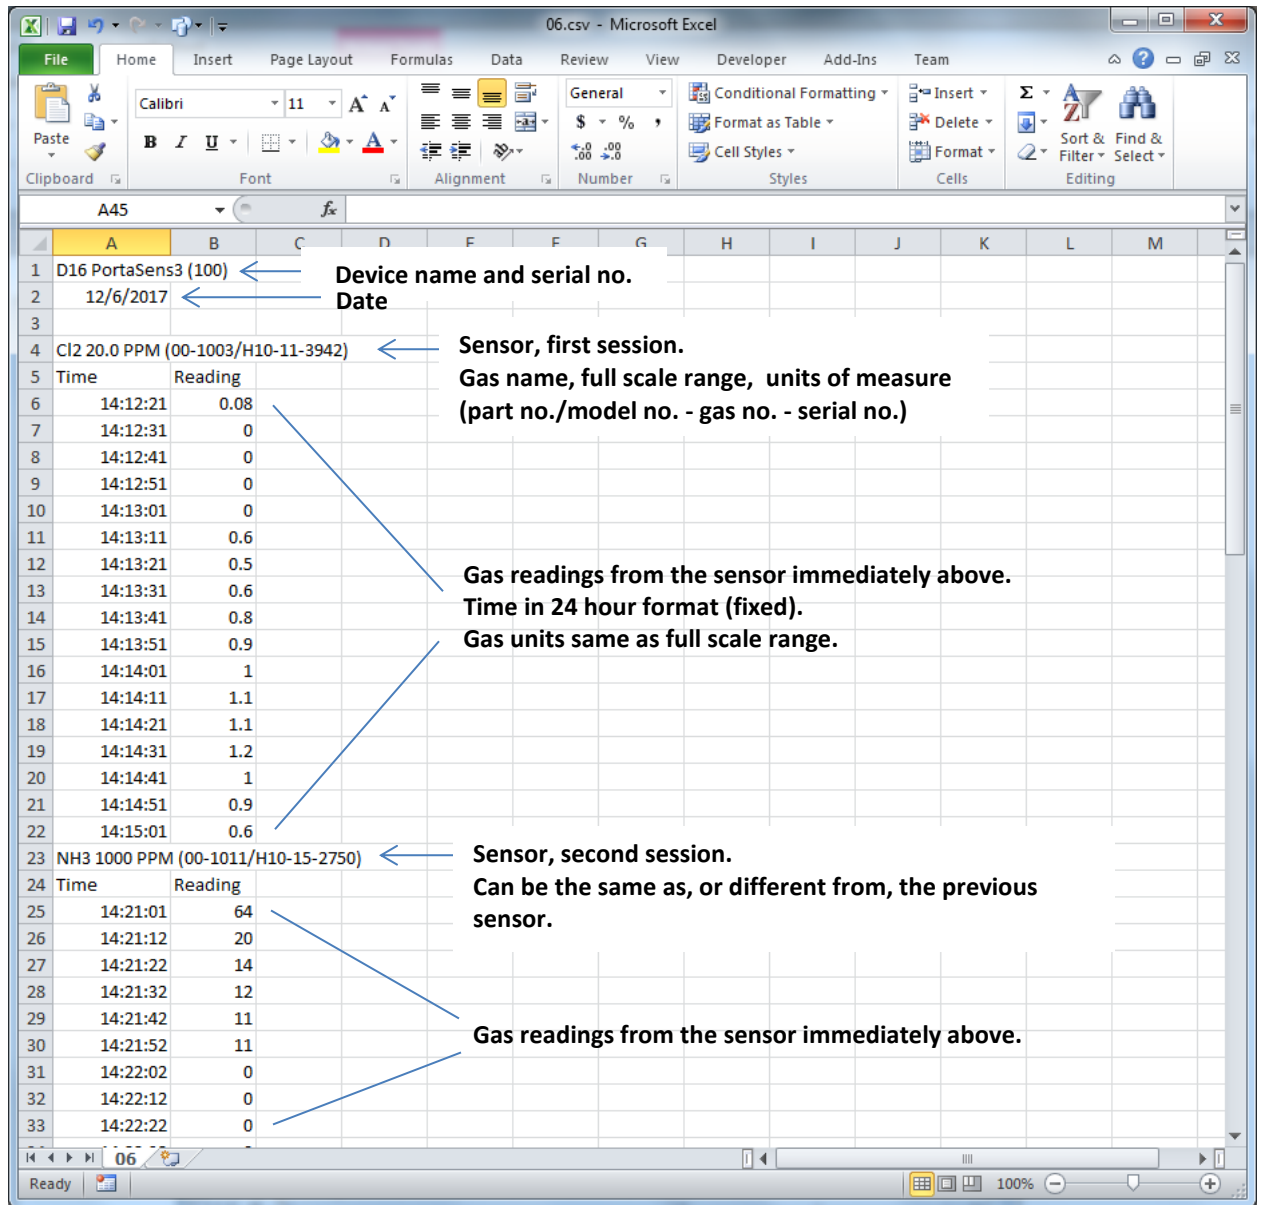 06.csv - Microsoft Excel
File Home Insert Page Layout Formulas Data Review View Developer Add-Ins Team
Paste
Calibri 11
B I U
General
$ % ,
Conditional Formatting
Format as Table
Cell Styles
Insert
Delete
Format
Sort & Filter
Find & Select
Clipboard Font Alignment Number Styles Cells Editing
A45 fx
A B C D E F G H I J K L M
1 D16 PortaSens3 (100) Device name and serial no.
2 12/6/2017 Date
3
4 Cl2 20.0 PPM (00-1003/H10-11-3942) Sensor, first session.
5 Time Reading Gas name, full scale range, units of measure
(part no./model no. - gas no. - serial no.)
6 14:12:21 0.08
7 14:12:31 0
8 14:12:41 0
9 14:12:51 0
10 14:13:01 0
11 14:13:11 0.6
12 14:13:21 0.5
Gas readings from the sensor immediately above.
13 14:13:31 0.6
Time in 24 hour format (fixed).
14 14:13:41 0.8
Gas units same as full scale range.
15 14:13:51 0.9
16 14:14:01 1
17 14:14:11 1.1
18 14:14:21 1.1
19 14:14:31 1.2
20 14:14:41 1
21 14:14:51 0.9
22 14:15:01 0.6
23 NH3 1000 PPM (00-1011/H10-15-2750) Sensor, second session.
24 Time Reading Can be the same as, or different from, the previous
sensor.
25 14:21:01 64
26 14:21:12 20
27 14:21:22 14
28 14:21:32 12
29 14:21:42 11
Gas readings from the sensor immediately above.
30 14:21:52 11
31 14:22:02 0
32 14:22:12 0
33 14:22:22 0
06
Ready 100%